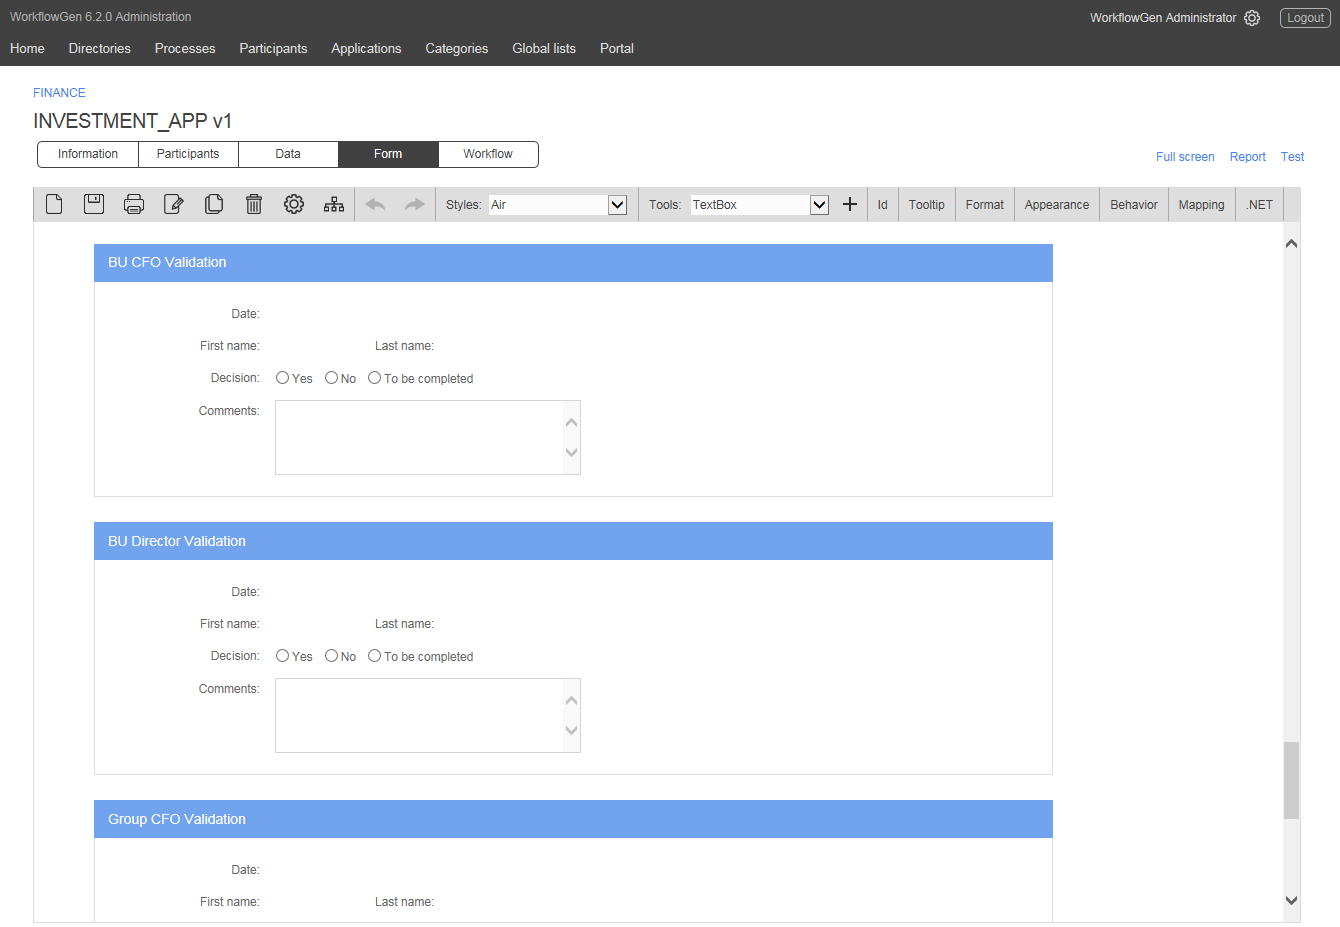 WorkflowGen 6.2.0 Administration
WorkflowGen Administrator Logout
Home Directories Processes Participants Applications Categories Global lists Portal
FINANCE
INVESTMENT_APP v1
Information Participants Data Form Workflow
Full screen Report Test
Styles: Air Tools: TextBox Id Tooltip Format Appearance Behavior Mapping .NET
BU CFO Validation
Date:
First name: Last name:
Decision: Yes No To be completed
Comments:
BU Director Validation
Date:
First name: Last name:
Decision: Yes No To be completed
Comments:
Group CFO Validation
Date:
First name: Last name: